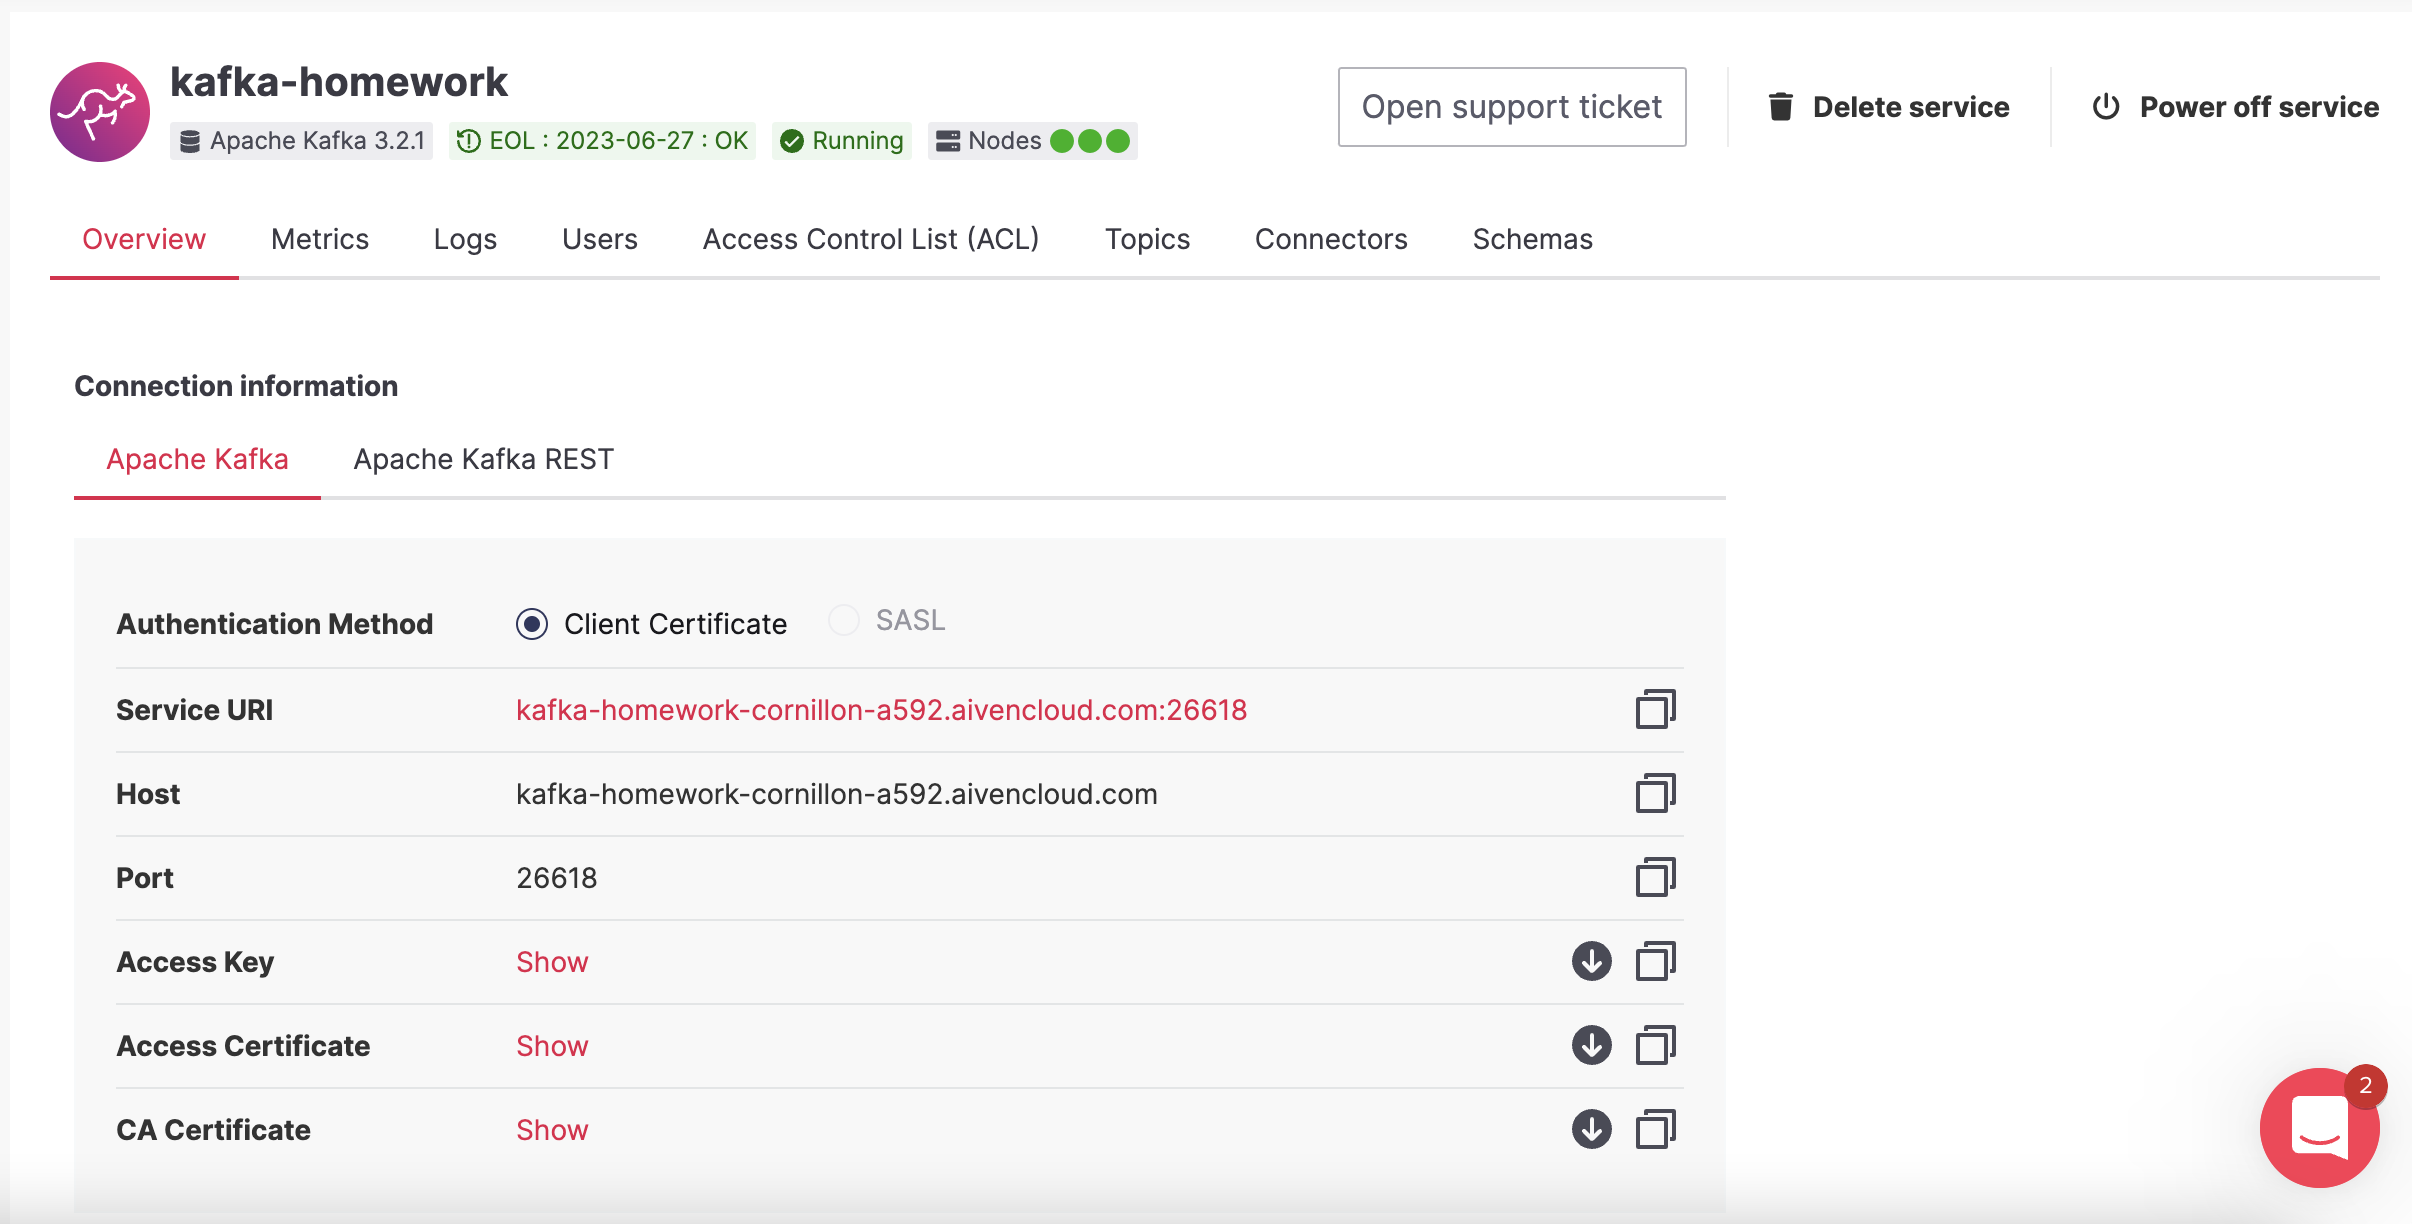 kafka-homework
Apache Kafka 3.2.1 EOL : 2023-06-27 : OK Running Nodes
Open support ticket Delete service Power off service
Overview Metrics Logs Users Access Control List (ACL) Topics Connectors Schemas
Connection information
Apache Kafka Apache Kafka REST
Authentication Method Client Certificate SASL
Service URI kafka-homework-cornillon-a592.aivencloud.com:26618
Host kafka-homework-cornillon-a592.aivencloud.com
Port 26618
Access Key Show
Access Certificate Show
CA Certificate Show
2